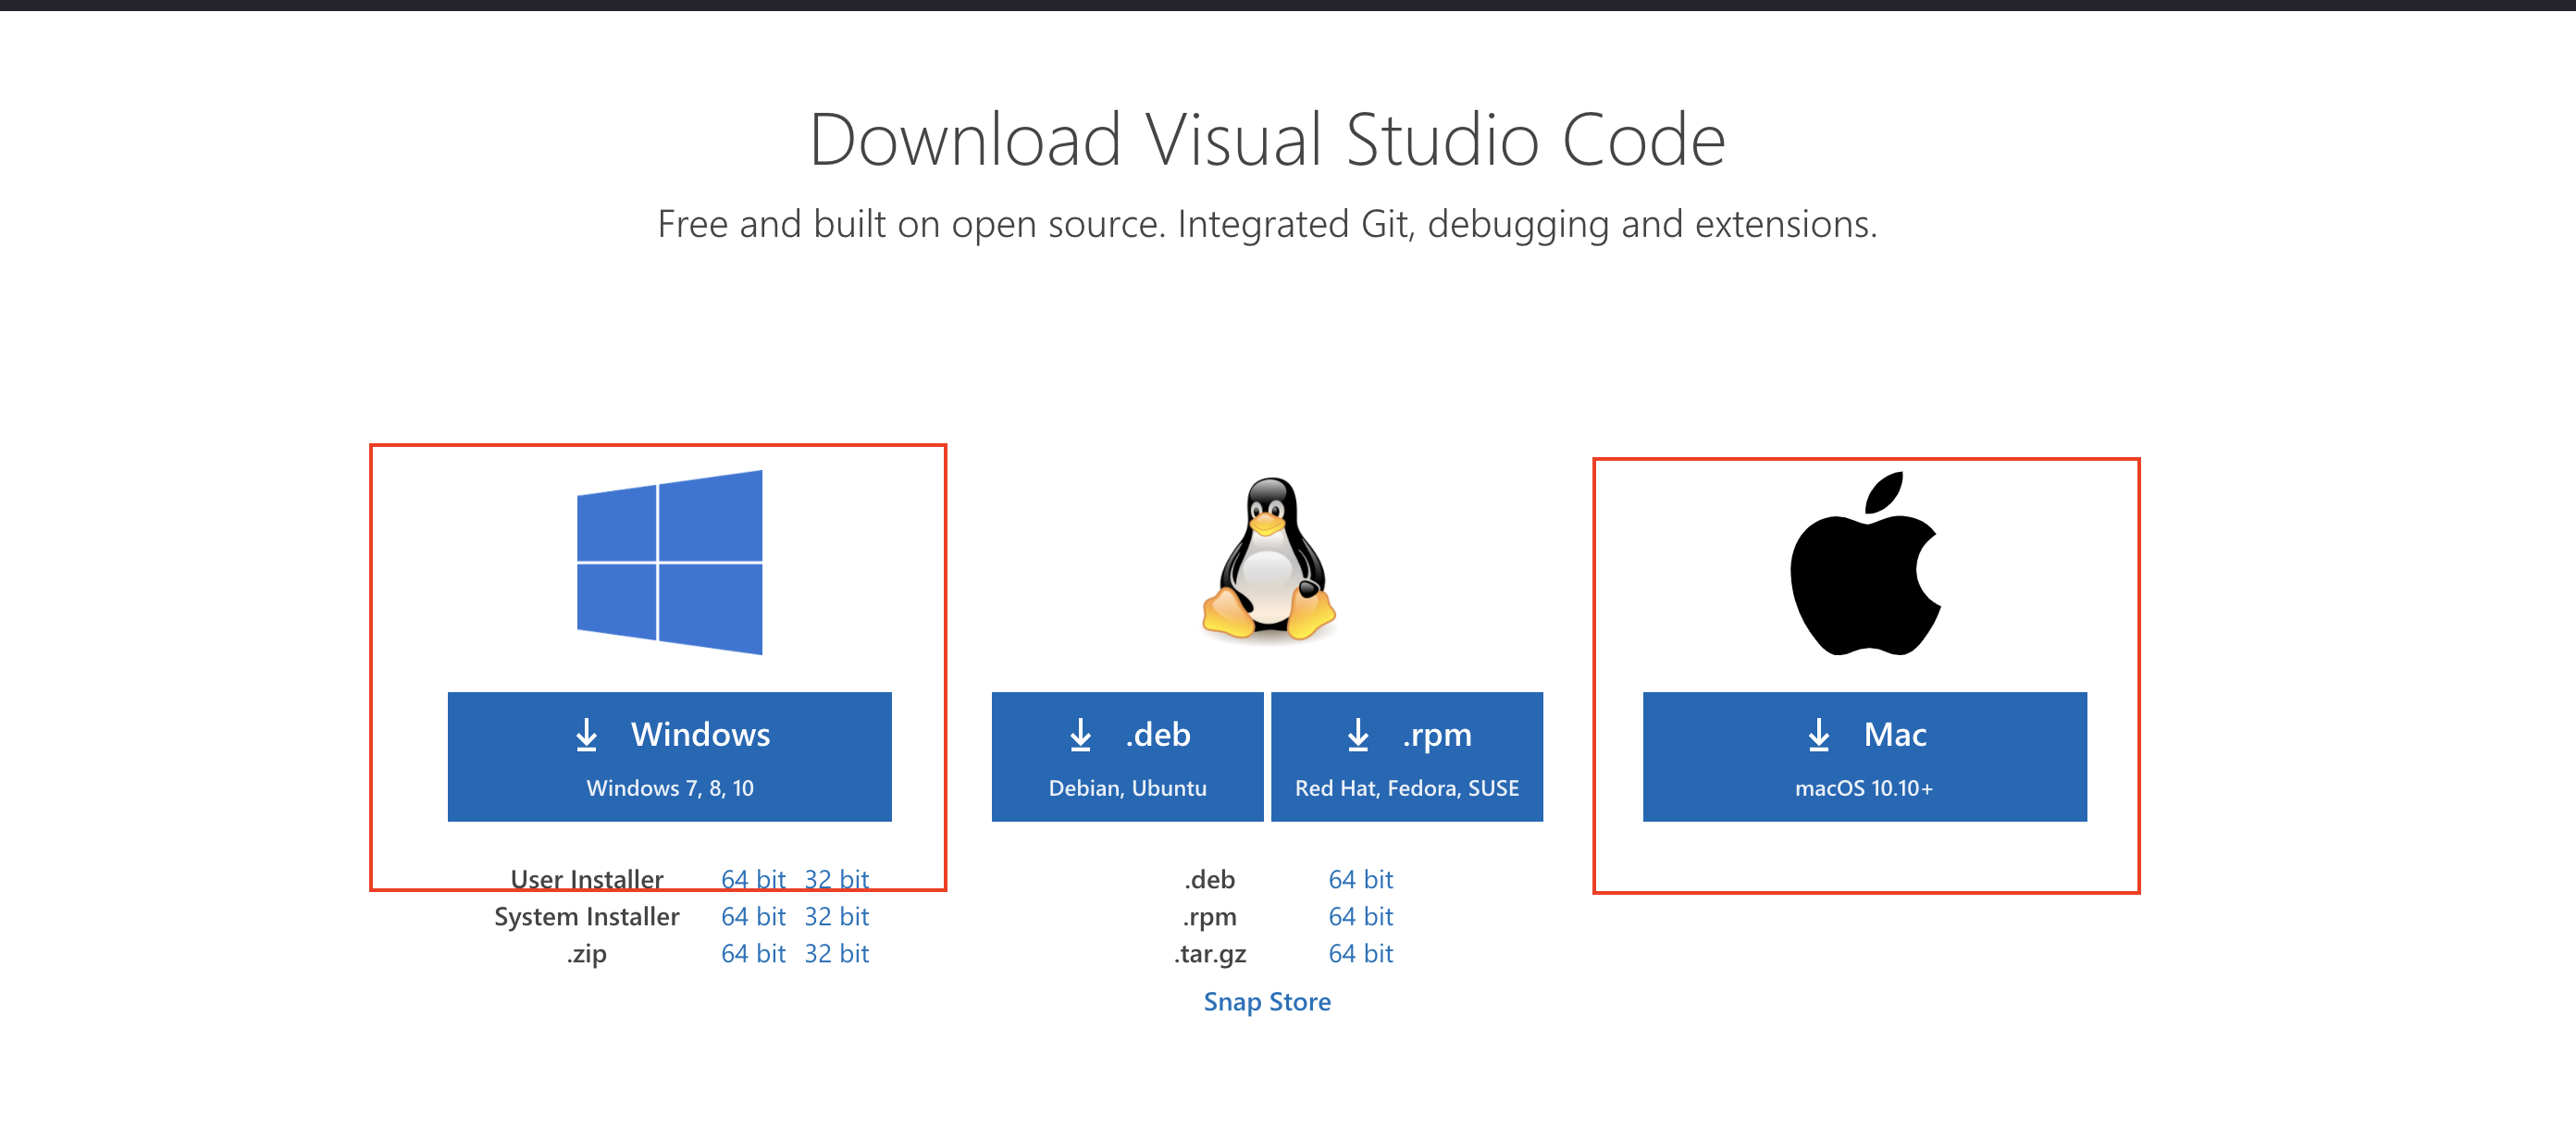 Download Visual Studio Code
Free and built on open source. Integrated Git, debugging and extensions.
Windows
Windows 7, 8, 10
User Installer 64 bit 32 bit
System Installer 64 bit 32 bit
.zip 64 bit 32 bit
.deb
Debian, Ubuntu
.rpm
Red Hat, Fedora, SUSE
.deb 64 bit
.rpm 64 bit
.tar.gz 64 bit
Snap Store
Mac
macOS 10.10+